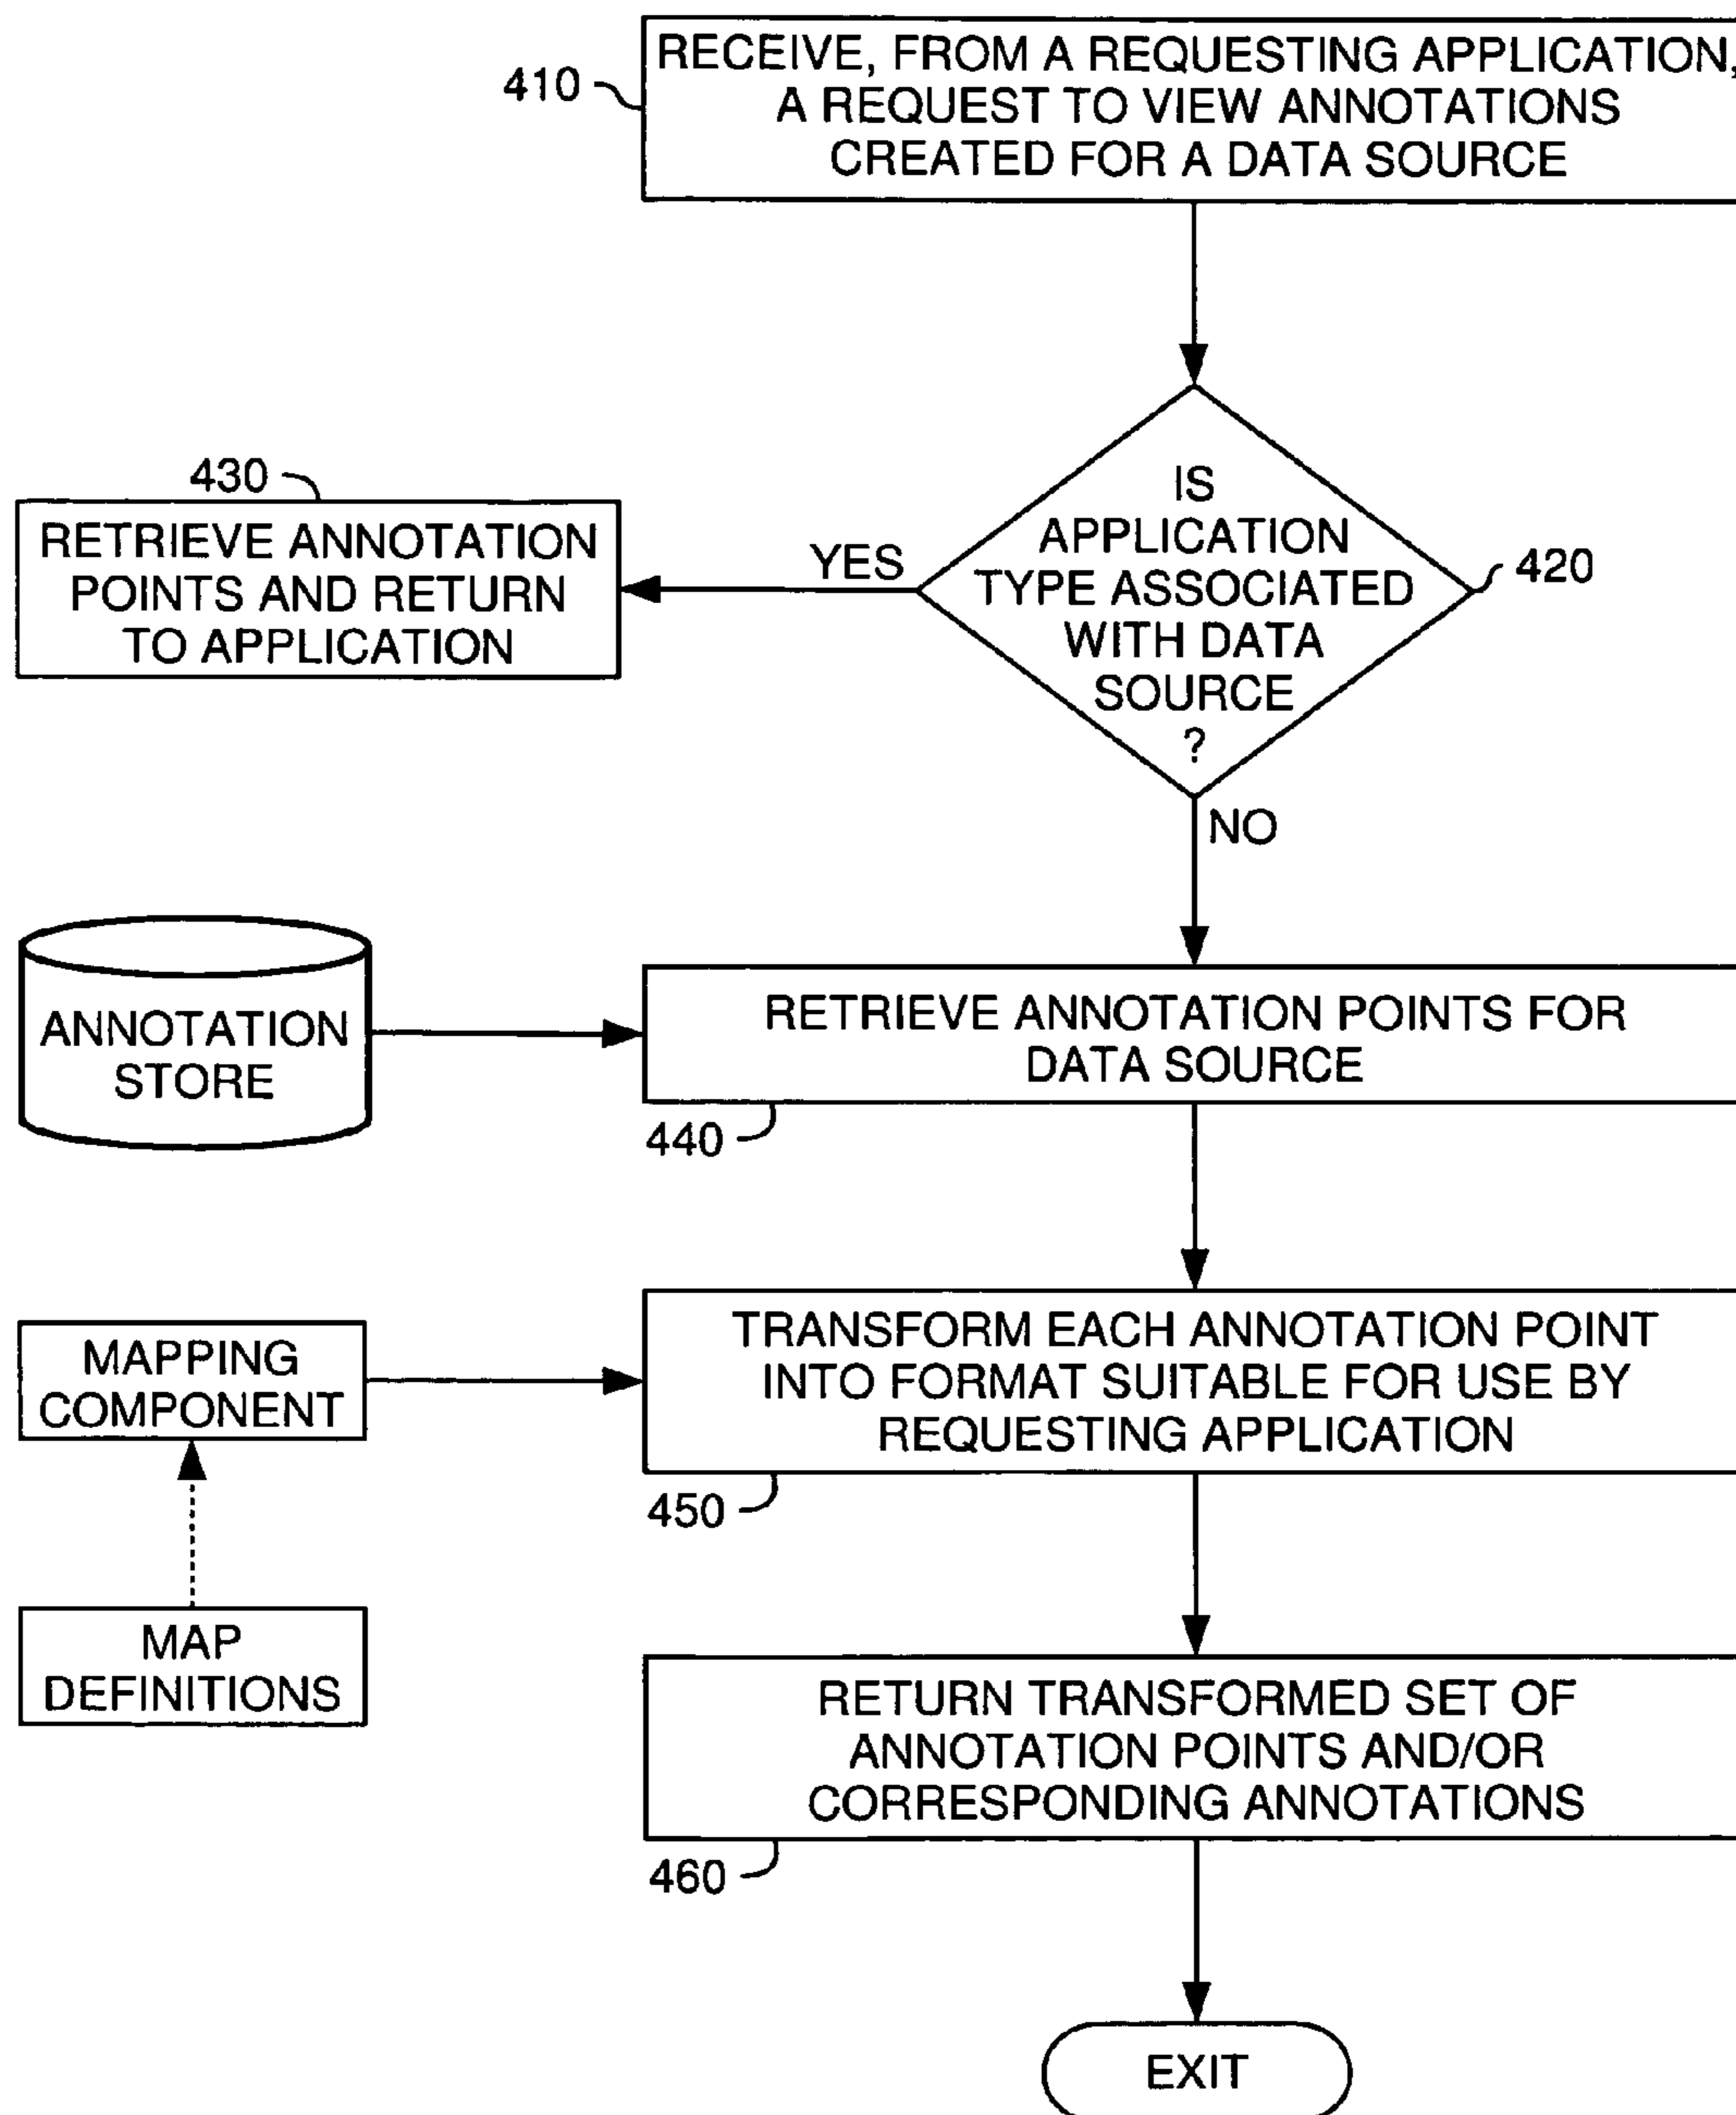 RECEIVE, FROM A REQUESTING APPLICATION,
A REQUEST TO VIEW ANNOTATIONS
CREATED FOR A DATA SOURCE
410
IS
APPLICATION
TYPE ASSOCIATED
WITH DATA
SOURCE
?
420
YES
430
RETRIEVE ANNOTATION
POINTS AND RETURN
TO APPLICATION
NO
ANNOTATION
STORE
RETRIEVE ANNOTATION POINTS FOR
DATA SOURCE
440
MAPPING
COMPONENT
TRANSFORM EACH ANNOTATION POINT
INTO FORMAT SUITABLE FOR USE BY
REQUESTING APPLICATION
450
MAP
DEFINITIONS
RETURN TRANSFORMED SET OF
ANNOTATION POINTS AND/OR
CORRESPONDING ANNOTATIONS
460
EXIT